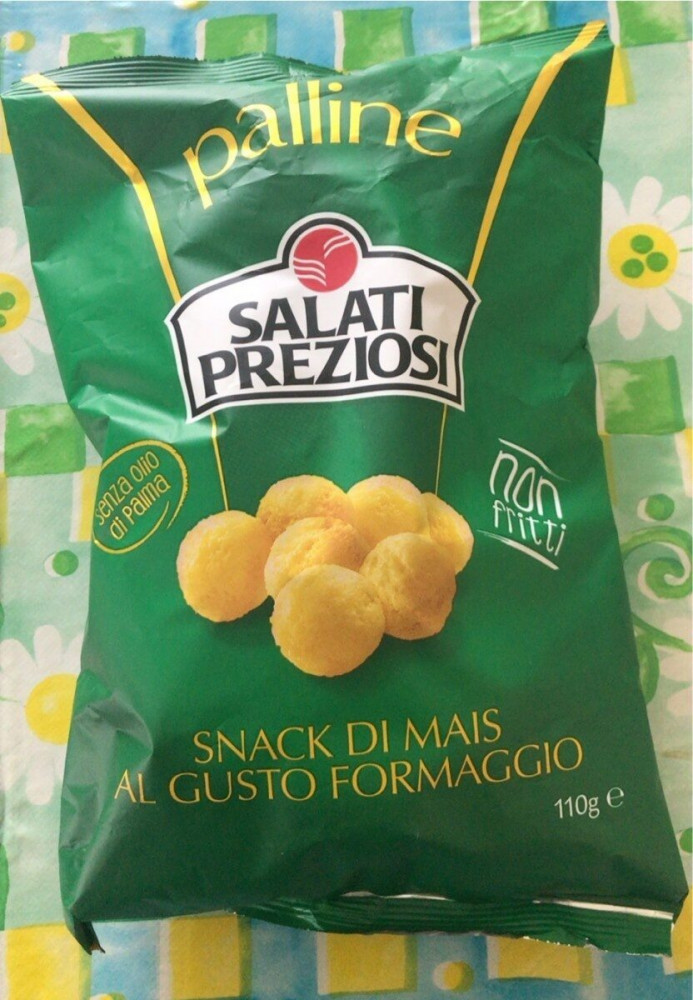 palline
SALATI
PREZIOSI
senza olio
di Palma
non
fritti
SNACK DI MAIS
AL GUSTO FORMAGGIO
110g e